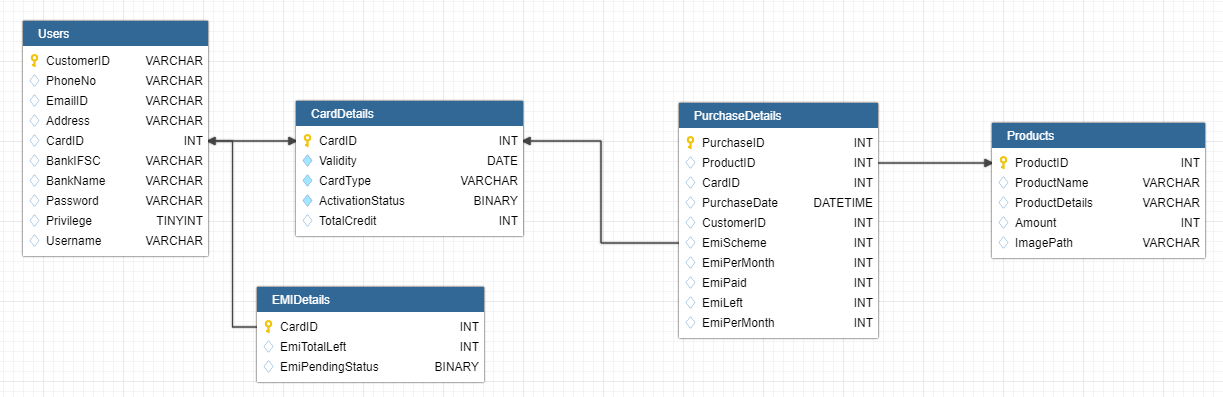 Users
CustomerID VARCHAR
PhoneNo VARCHAR
EmailID VARCHAR
Address VARCHAR
CardID INT
BankIFSC VARCHAR
BankName VARCHAR
Password VARCHAR
Privilege TINYINT
Username VARCHAR
CardDetails
CardID INT
Validity DATE
CardType VARCHAR
ActivationStatus BINARY
TotalCredit INT
EMIDetails
CardID INT
EmiTotalLeft INT
EmiPendingStatus BINARY
PurchaseDetails
PurchaseID INT
ProductID INT
CardID INT
PurchaseDate DATETIME
CustomerID INT
EmiScheme INT
EmiPerMonth INT
EmiPaid INT
EmiLeft INT
EmiPerMonth INT
Products
ProductID INT
ProductName VARCHAR
ProductDetails VARCHAR
Amount INT
ImagePath VARCHAR